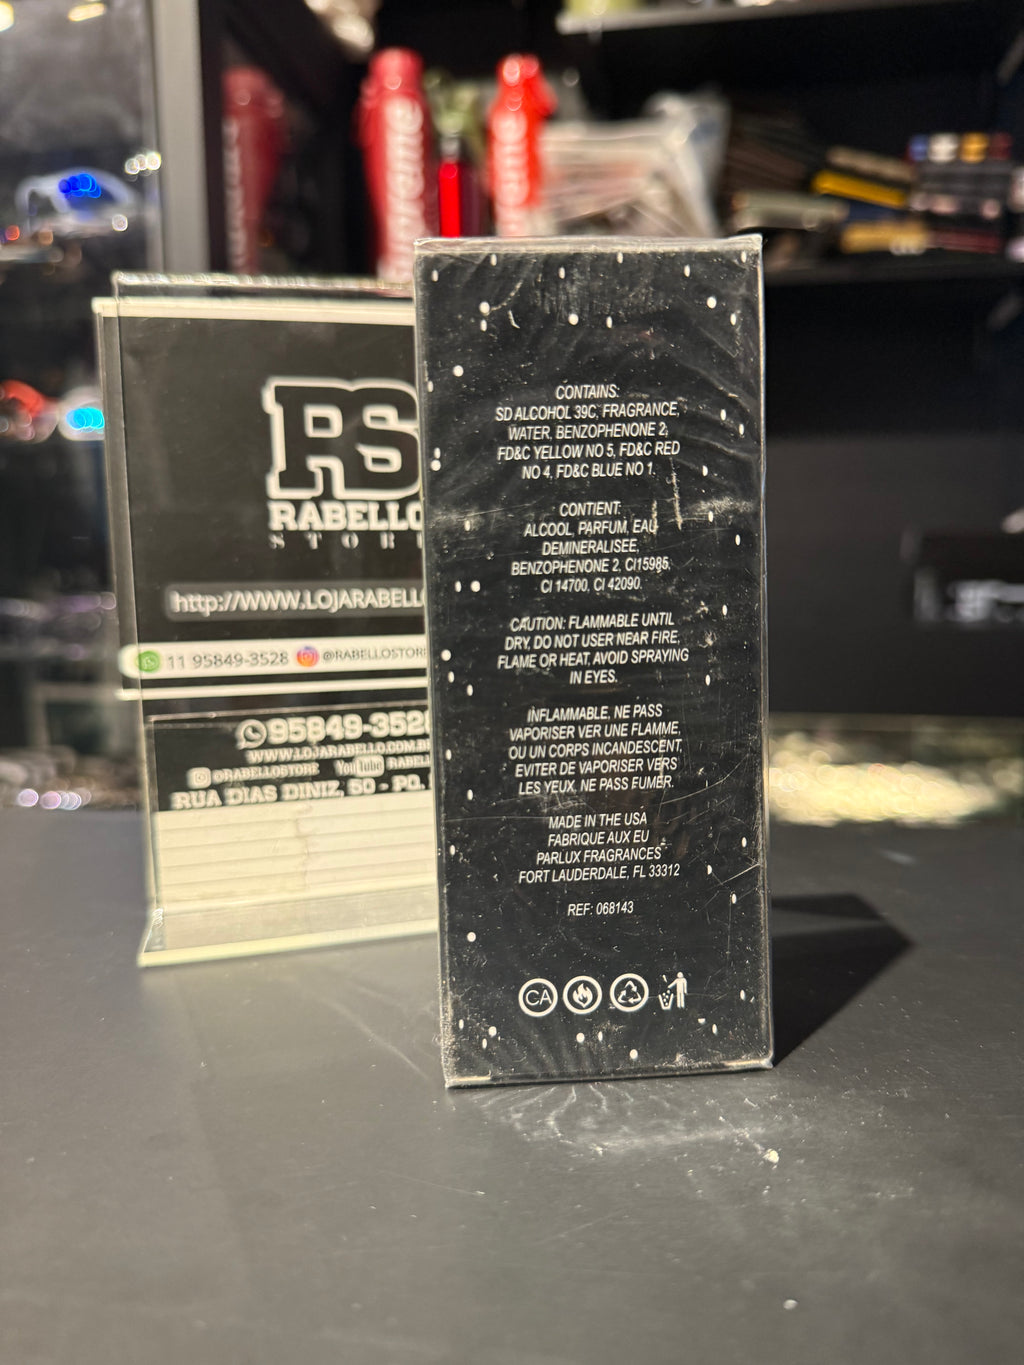 Supreme
RS
RABELLO
http://WWW.LOJARABELL
11 95849-3528 @RABELLOSTOR
95849-352
WWW.LOJARABELLO.COM.B
@RABELLOSTORE YouTube RABEL
RUA DIAS DINIZ, 50 - PQ.
CONTAINS:
SD ALCOHOL 39C, FRAGRANCE,
WATER, BENZOPHENONE 2,
FD&C YELLOW NO 5, FD&C RED
NO 4, FD&C BLUE NO 1.
CONTIENT:
ALCOOL, PARFUM, EAU
DEMINERALISEE,
BENZOPHENONE 2, CI15985,
CI 14700, CI 42090.
CAUTION: FLAMMABLE UNTIL
DRY, DO NOT USER NEAR FIRE,
FLAME OR HEAT, AVOID SPRAYING
IN EYES.
INFLAMMABLE, NE PASS
VAPORISER VER UNE FLAMME,
OU UN CORPS INCANDESCENT,
EVITER DE VAPORISER VERS
LES YEUX, NE PASS FUMER.
MADE IN THE USA
FABRIQUE AUX EU
PARLUX FRAGRANCES
FORT LAUDERDALE, FL 33312
REF: 068143
CA